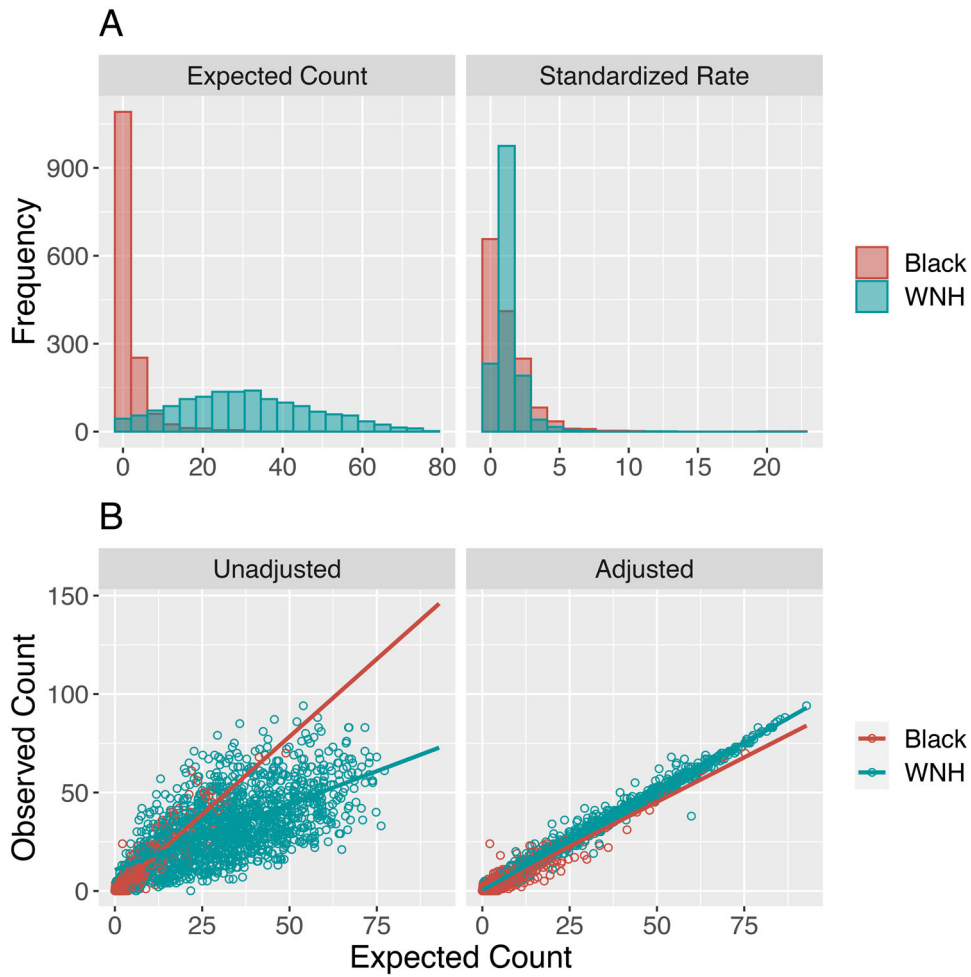 A
Expected Count
Standardized Rate
Frequency
900
600
300
0
0 20 40 60 80
0 5 10 15 20
Black
WNH
B
Unadjusted
Adjusted
Observed Count
150
100
50
0
0 25 50 75
0 25 50 75
Expected Count
Black
WNH